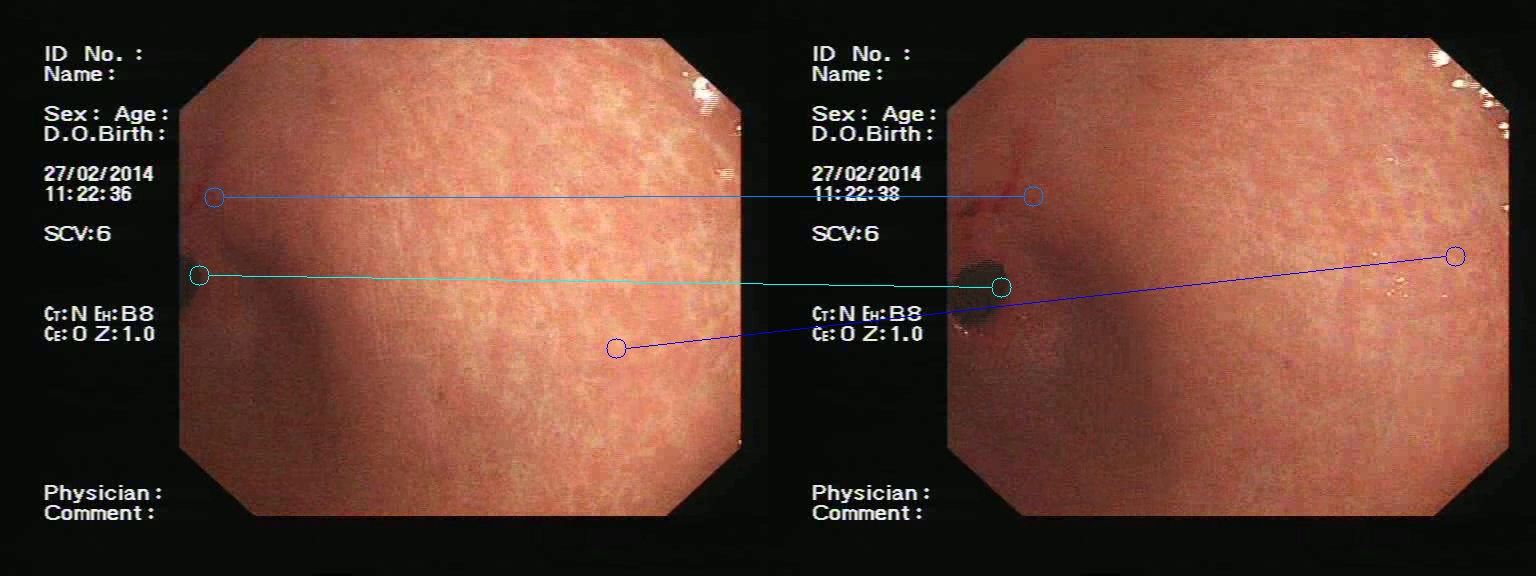 ID No. :
Name :
Sex: Age:
D.O.Birth:
27/02/2014
11:22:36
SCV:6
CT:N EH:B8
CE:0 Z:1.0
Physician:
Comment:
ID No. :
Name :
Sex: Age:
D.O.Birth:
27/02/2014
11:22:38
SCV:6
CT:N EH:B8
CE:0 Z:1.0
Physician:
Comment: